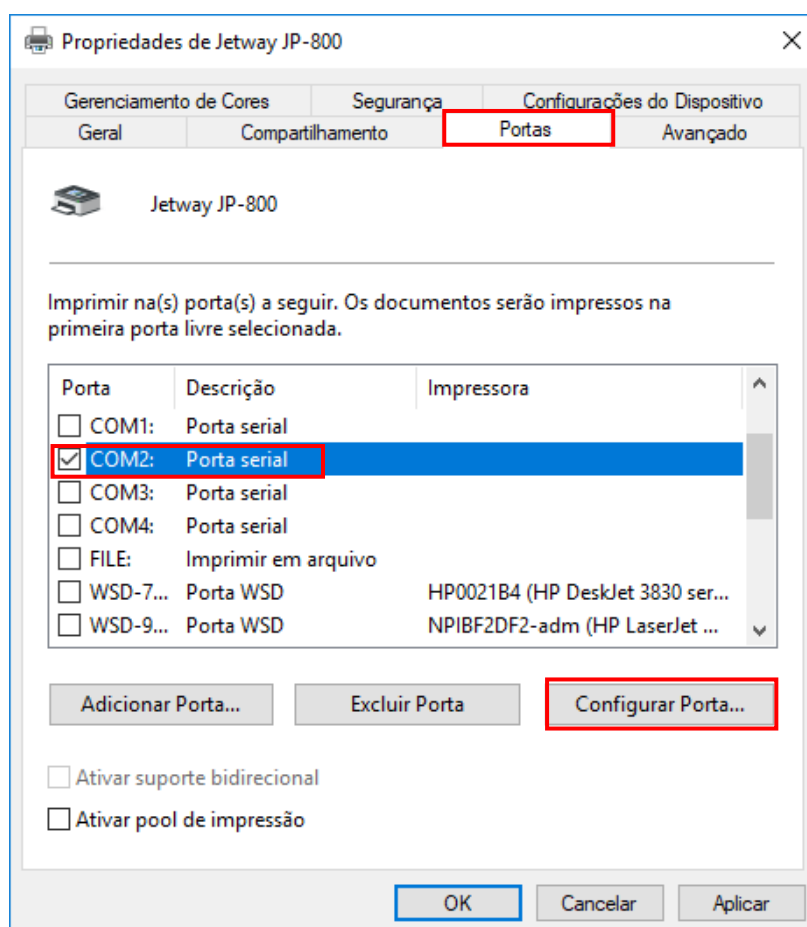 Propriedades de Jetway JP-800
Gerenciamento de Cores Segurança Configurações do Dispositivo
Geral Compartilhamento Portas Avançado
Jetway JP-800
Imprimir na(s) porta(s) a seguir. Os documentos serão impressos na
primeira porta livre selecionada.
Porta Descrição Impressora
COM1: Porta serial
COM2: Porta serial
COM3: Porta serial
COM4: Porta serial
FILE: Imprimir em arquivo
WSD-7... Porta WSD HP0021B4 (HP DeskJet 3830 ser...
WSD-9... Porta WSD NPIBF2DF2-adm (HP LaserJet ...
Adicionar Porta... Excluir Porta Configurar Porta...
Ativar suporte bidirecional
Ativar pool de impressão
OK Cancelar Aplicar